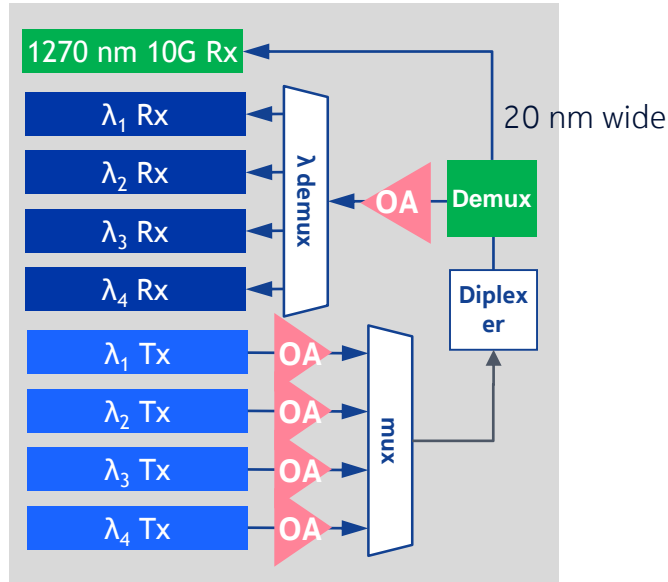 1270 nm 10G Rx
20 nm wide
λ₁ Rx
λ₂ Rx
λ₃ Rx
λ₄ Rx
λ demux
OA
Demux
Diplex
er
λ₁ Tx
OA
λ₂ Tx
OA
λ₃ Tx
OA
λ₄ Tx
OA
mux